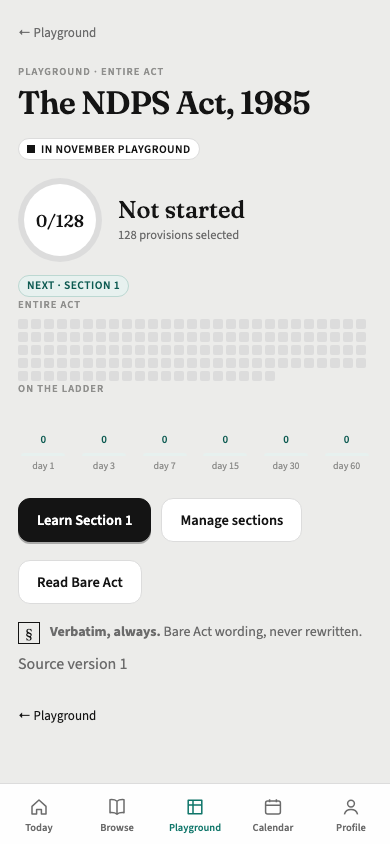 ← Playground
PLAYGROUND · ENTIRE ACT
The NDPS Act, 1985
IN NOVEMBER PLAYGROUND
0/128
Not started
128 provisions selected
NEXT · SECTION 1
ENTIRE ACT
ON THE LADDER
0 0 0 0 0 0
day 1 day 3 day 7 day 15 day 30 day 60
Learn Section 1
Manage sections
Read Bare Act
§ Verbatim, always. Bare Act wording, never rewritten.
Source version 1
← Playground
Today Browse Playground Calendar Profile